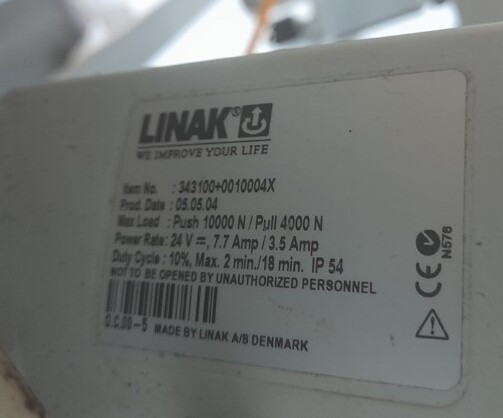 LINAK®
WE IMPROVE YOUR LIFE
Item No. : 343100+0010004X
Prod. Date : 05.05.04
Max Load : Push 10000 N / Pull 4000 N
Power Rate : 24 V ⎓, 7.7 Amp / 3.5 Amp
Duty Cycle : 10%, Max. 2 min./18 min. IP 54
NOT TO BE OPENED BY UNAUTHORIZED PERSONNEL
O.C.00-5 MADE BY LINAK A/S DENMARK
N576
CE